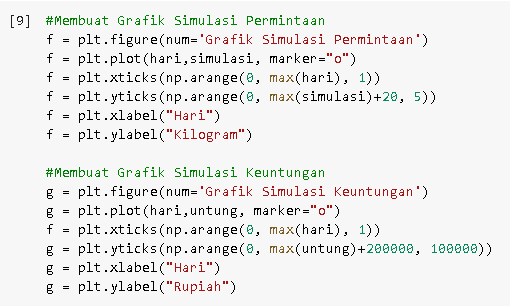 [9] #Membuat Grafik Simulasi Permintaan
f = plt.figure(num='Grafik Simulasi Permintaan')
f = plt.plot(hari,simulasi, marker="o")
f = plt.xticks(np.arange(0, max(hari), 1))
f = plt.yticks(np.arange(0, max(simulasi)+20, 5))
f = plt.xlabel("Hari")
f = plt.ylabel("Kilogram")
#Membuat Grafik Simulasi Keuntungan
g = plt.figure(num='Grafik Simulasi Keuntungan')
g = plt.plot(hari,untung, marker="o")
f = plt.xticks(np.arange(0, max(hari), 1))
g = plt.yticks(np.arange(0, max(untung)+200000, 100000))
g = plt.xlabel("Hari")
g = plt.ylabel("Rupiah")